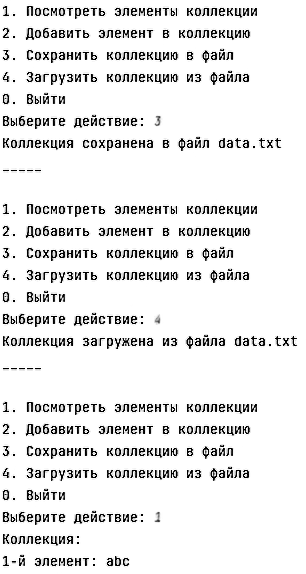 1. Посмотреть элементы коллекции
2. Добавить элемент в коллекцию
3. Сохранить коллекцию в файл
4. Загрузить коллекцию из файла
0. Выйти
Выберите действие: 3
Коллекция сохранена в файл data.txt
-----
1. Посмотреть элементы коллекции
2. Добавить элемент в коллекцию
3. Сохранить коллекцию в файл
4. Загрузить коллекцию из файла
0. Выйти
Выберите действие: 4
Коллекция загружена из файла data.txt
-----
1. Посмотреть элементы коллекции
2. Добавить элемент в коллекцию
3. Сохранить коллекцию в файл
4. Загрузить коллекцию из файла
0. Выйти
Выберите действие: 1
Коллекция:
1-й элемент: abc